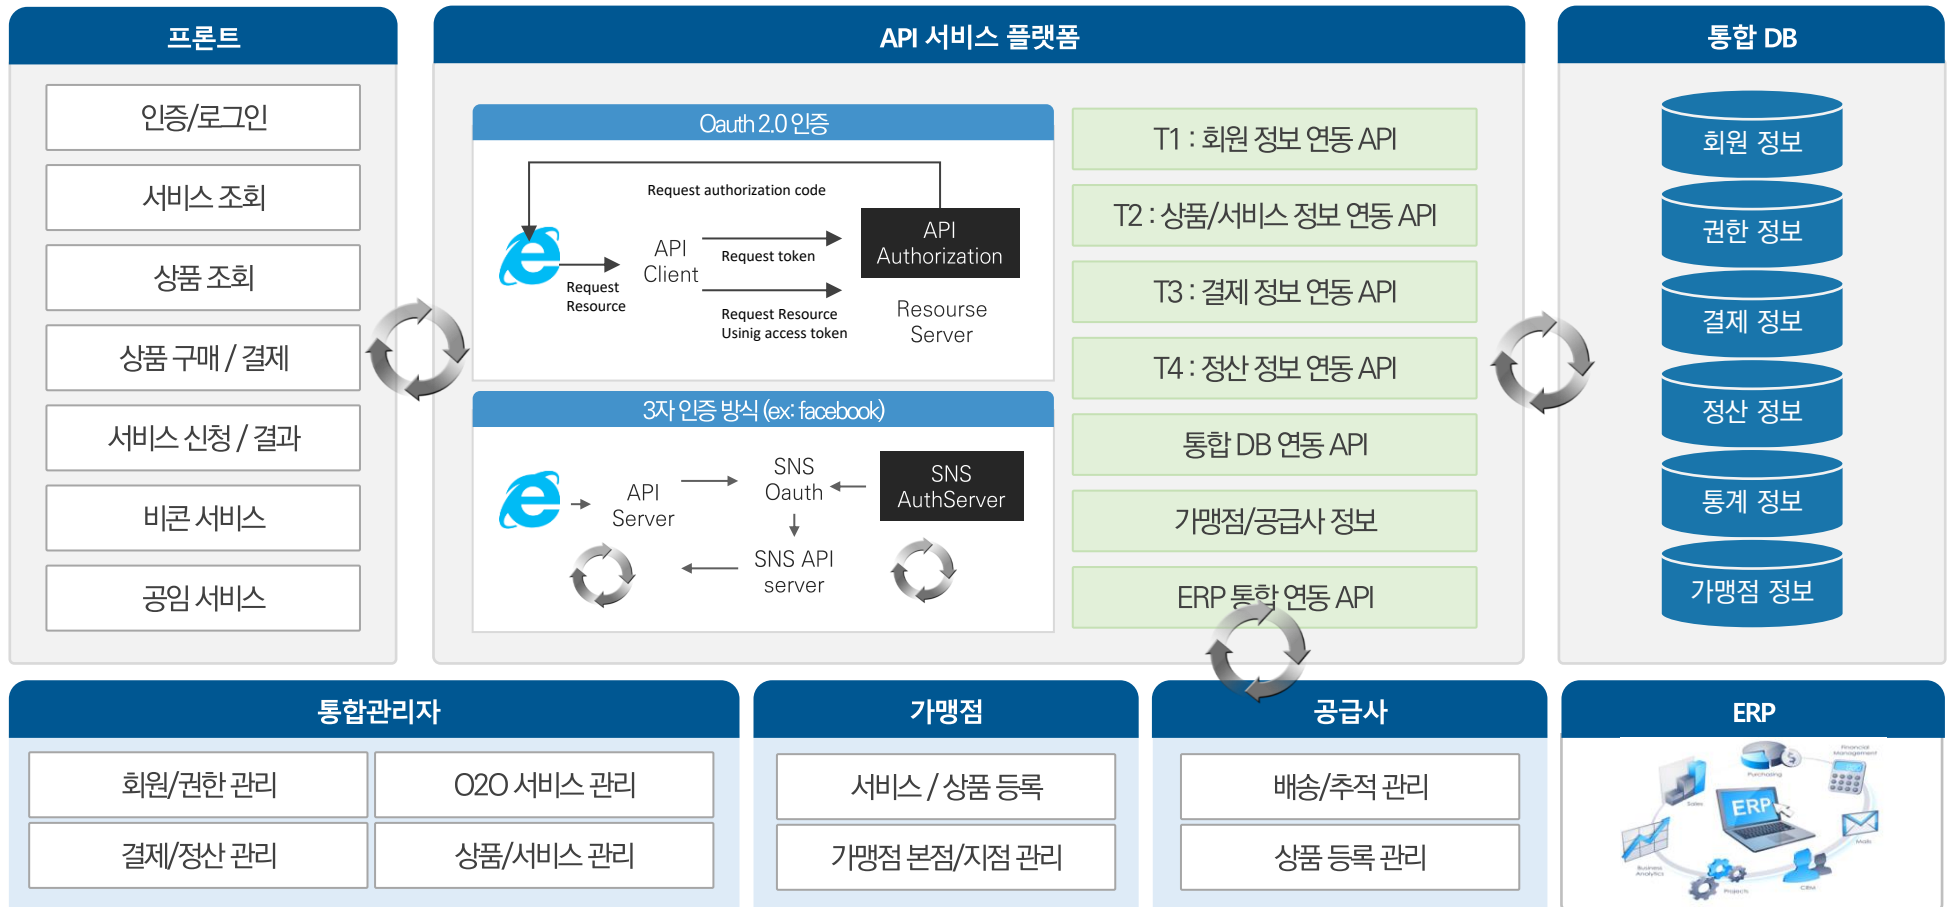 프론트
인증/로그인
서비스 조회
상품 조회
상품 구매 / 결제
서비스 신청 / 결과
비콘 서비스
공임 서비스
API 서비스 플랫폼
Oauth 2.0 인증
Request authorization code
API
Authorization
API
Client
Request token
Request
Resource
Request Resource
Usinig access token
Resourse
Server
3자 인증 방식 (ex: facebook)
API
Server
SNS
Oauth
SNS
AuthServer
SNS API
server
T1 : 회원 정보 연동 API
T2 : 상품/서비스 정보 연동 API
T3 : 결제 정보 연동 API
T4 : 정산 정보 연동 API
통합 DB 연동 API
가맹점/공급사 정보
ERP 통합 연동 API
통합 DB
회원 정보
권한 정보
결제 정보
정산 정보
통계 정보
가맹점 정보
통합관리자
회원/권한 관리
O2O 서비스 관리
결제/정산 관리
상품/서비스 관리
가맹점
서비스 / 상품 등록
가맹점 본점/지점 관리
공급사
배송/추적 관리
상품 등록 관리
ERP
Financial
Management
Purchasing
Sales
ERP
Mails
Business
Analytics
Projects
CRM